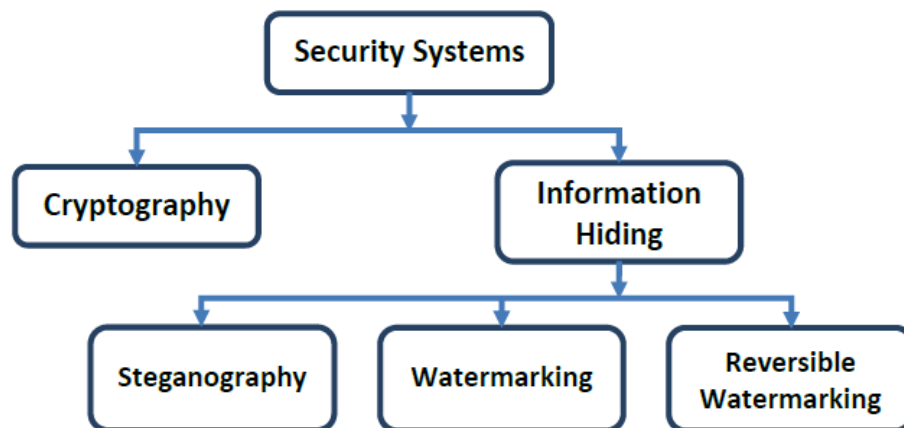 Security Systems
Cryptography
Information
Hiding
Steganography
Watermarking
Reversible
Watermarking